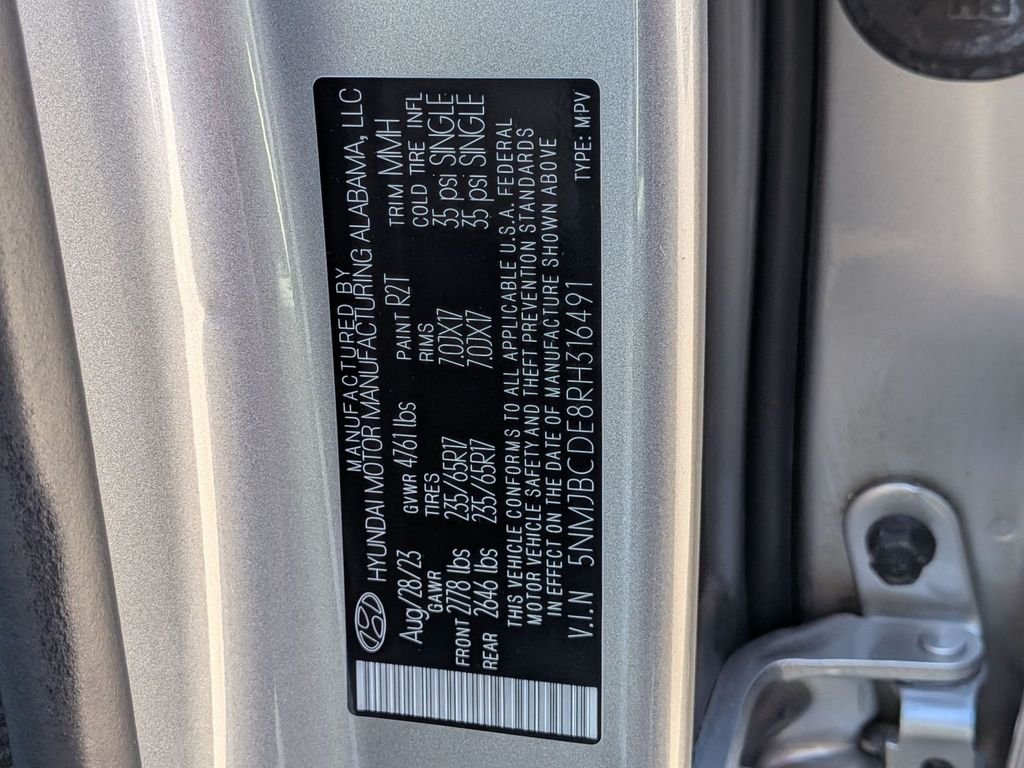 MANUFACTURED BY
HYUNDAI MOTOR MANUFACTURING ALABAMA, LLC
Aug/28/23 GVWR 4761 lbs PAINT R2T TRIM MMH
GAWR TIRES RIMS COLD TIRE INFL
FRONT 2778 lbs 235/65R17 7.0JX17 35 psi SINGLE
REAR 2646 lbs 235/65R17 7.0JX17 35 psi SINGLE
THIS VEHICLE CONFORMS TO ALL APPLICABLE U.S.A. FEDERAL
MOTOR VEHICLE SAFETY AND THEFT PREVENTION STANDARDS
IN EFFECT ON THE DATE OF MANUFACTURE SHOWN ABOVE
V.I.N 5NMJBCDE8RH316491 TYPE: MPV